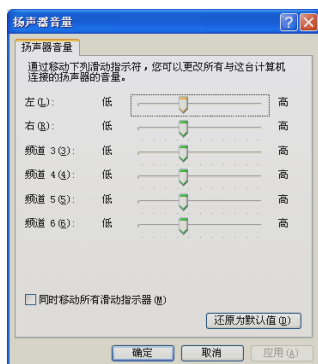 扬声器音量
扬声器音量
通过移动下列滑动指示符，您可以更改所有与这台计算机
连接的扬声器的音量。
左(L): 低 高
右(R): 低 高
频道 3(3): 低 高
频道 4(4): 低 高
频道 5(5): 低 高
频道 6(6): 低 高
同时移动所有滑动指示器(M)
还原为默认值(D)
确定 取消 应用(A)